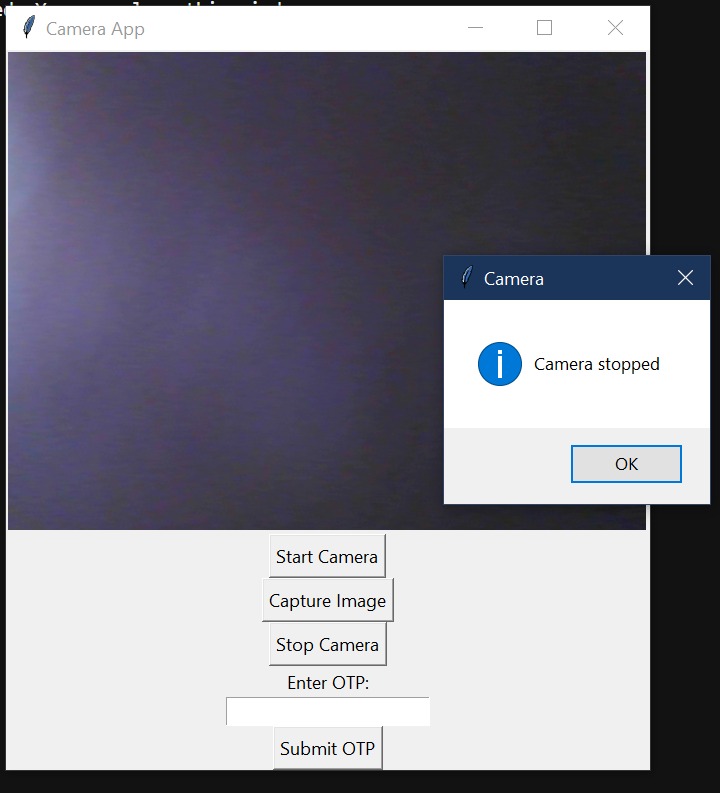 Camera App
Camera
Camera stopped
OK
Start Camera
Capture Image
Stop Camera
Enter OTP:
Submit OTP